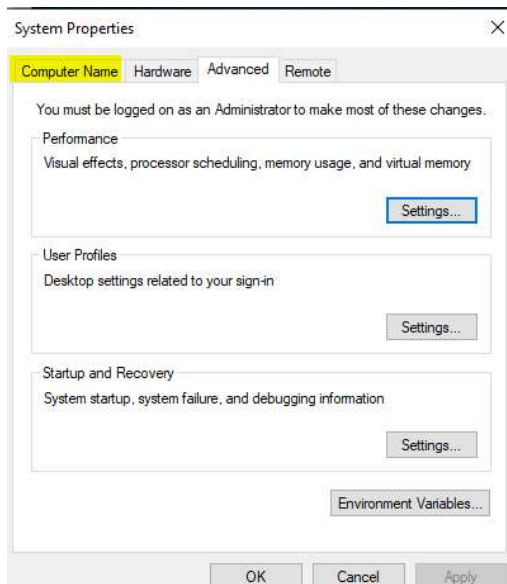 System Properties
Computer Name Hardware Advanced Remote
You must be logged on as an Administrator to make most of these changes.
Performance
Visual effects, processor scheduling, memory usage, and virtual memory
Settings...
User Profiles
Desktop settings related to your sign-in
Settings...
Startup and Recovery
System startup, system failure, and debugging information
Settings...
Environment Variables...
OK Cancel Apply